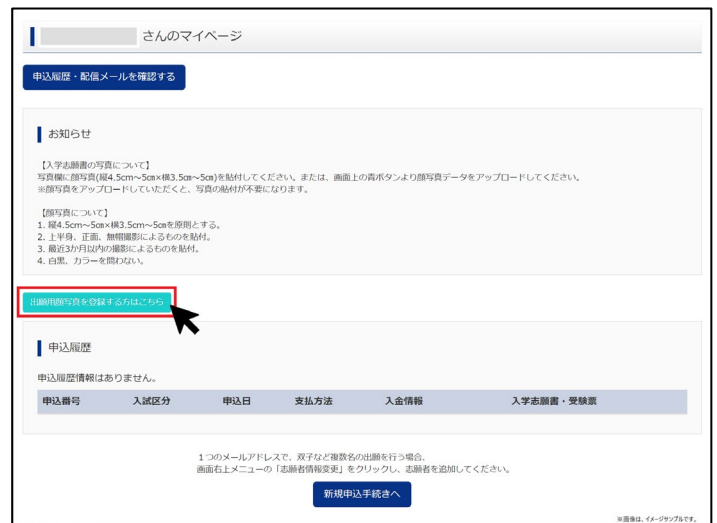 さんのマイページ
申込履歴・配信メールを確認する
お知らせ
【入学志願書の写真について】
写真欄に顔写真(縦4.5cm～5cm×横3.5cm～5cm)を貼付してください。または、画面上の青ボタンより顔写真データをアップロードしてください。
※顔写真をアップロードしていただくと、写真の貼付が不要になります。
【顔写真について】
1. 縦4.5cm～5cm×横3.5cm～5cmを原則とする。
2. 上半身、正面、無帽撮影によるものを貼付。
3. 最近3か月以内の撮影によるものを貼付。
4. 白黒、カラーを問わない。
出願用顔写真を登録する方はこちら
申込履歴
申込履歴情報はありません。
申込番号 入試区分 申込日 支払方法 入金情報 入学志願書・受験票
1つのメールアドレスで、双子など複数名の出願を行う場合、
画面右上メニューの「志願者情報変更」をクリックし、志願者を追加してください。
新規申込手続きへ
※画像は、イメージサンプルです。